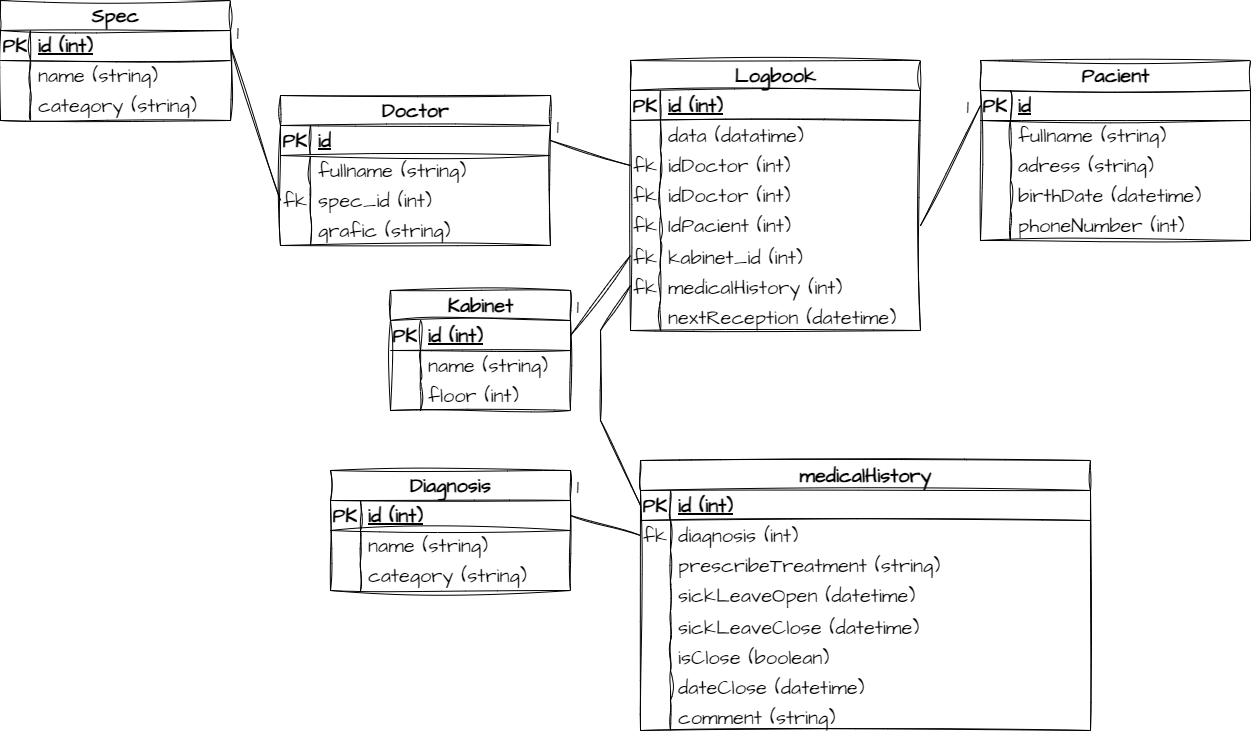 Spec
PK id (int)
name (string)
category (string)
1
Doctor
PK id
fullname (string)
fk spec_id (int)
grafic (string)
1
Logbook
PK id (int)
data (datatime)
fk idDoctor (int)
fk idDoctor (int)
fk IdPacient (int)
fk kabinet_id (int)
fk medicalHistory (int)
nextReception (datetime)
1
Pacient
PK id
fullname (string)
adress (string)
birthDate (datetime)
phoneNumber (int)
Kabinet
PK id (int)
name (string)
floor (int)
1
Diagnosis
PK id (int)
name (string)
category (string)
1
medicalHistory
PK id (int)
fk diagnosis (int)
prescribeTreatment (string)
sickLeaveOpen (datetime)
sickLeaveClose (datetime)
isClose (boolean)
dateClose (datetime)
comment (string)